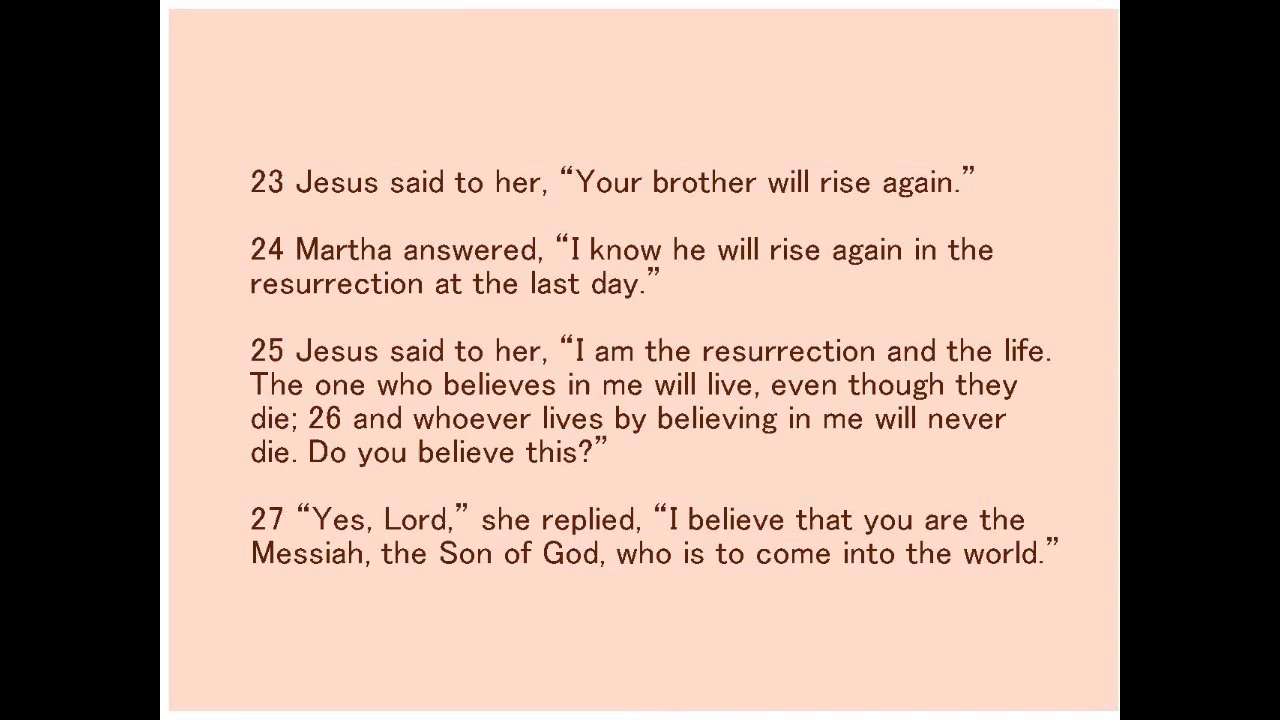 23 Jesus said to her, “Your brother will rise again.”
24 Martha answered, “I know he will rise again in the
resurrection at the last day.”
25 Jesus said to her, “I am the resurrection and the life.
The one who believes in me will live, even though they
die; 26 and whoever lives by believing in me will never
die. Do you believe this?”
27 “Yes, Lord,” she replied, “I believe that you are the
Messiah, the Son of God, who is to come into the world.”